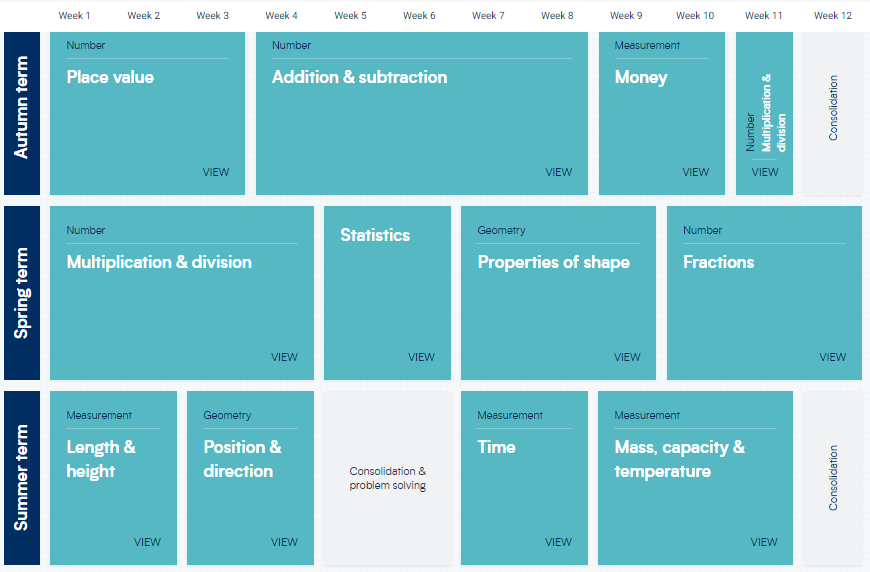 Week 1 Week 2 Week 3 Week 4 Week 5 Week 6 Week 7 Week 8 Week 9 Week 10 Week 11 Week 12
Autumn term
Number
Place value
VIEW
Number
Addition & subtraction
VIEW
Measurement
Money
VIEW
Number
Multiplication &
division
VIEW
Consolidation
Spring term
Number
Multiplication & division
VIEW
Statistics
VIEW
Geometry
Properties of shape
VIEW
Number
Fractions
VIEW
Summer term
Measurement
Length &
height
VIEW
Geometry
Position &
direction
VIEW
Consolidation &
problem solving
Measurement
Time
VIEW
Measurement
Mass, capacity &
temperature
VIEW
Consolidation